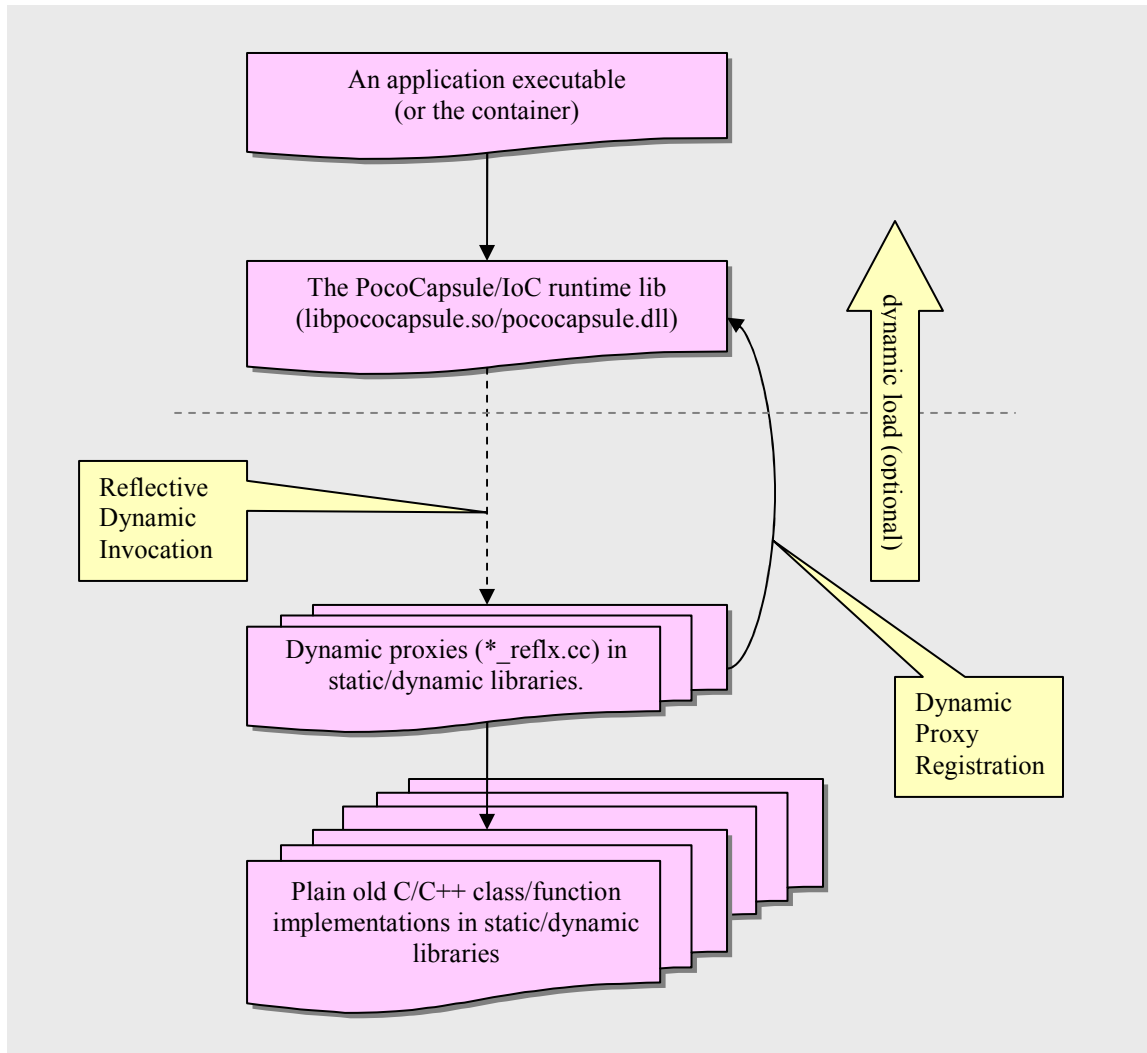 An application executable
(or the container)
The PocoCapsule/IoC runtime lib
(libpococapsule.so/pococapsule.dll)
dynamic load (optional)
Reflective
Dynamic
Invocation
Dynamic proxies (*_reflx.cc) in
static/dynamic libraries.
Dynamic
Proxy
Registration
Plain old C/C++ class/function
implementations in static/dynamic
libraries